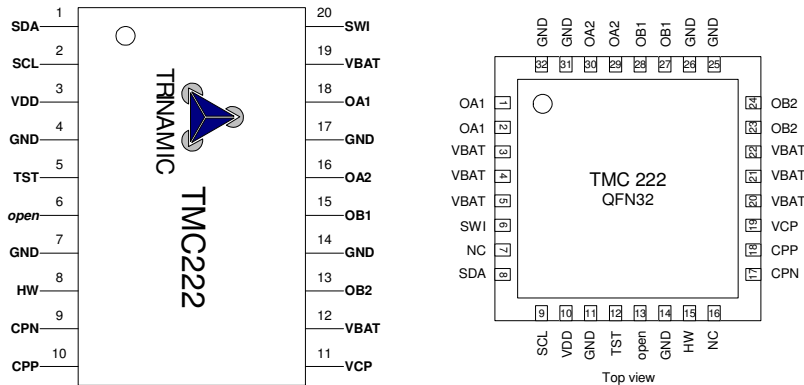 1 20
SDA SWI
2 19
SCL VBAT
3 18
VDD OA1
4 17
GND GND
5 16
TST OA2
6 15
open OB1
7 14
GND GND
8 13
HW OB2
9 12
CPN VBAT
10 11
CPP VCP
TRINAMIC
TMC222
GND GND OA2 OA2 OB1 OB1 GND GND
32 31 30 29 28 27 26 25
OA1 1 24 OB2
OA1 2 23 OB2
VBAT 3 22 VBAT
VBAT 4 21 VBAT
VBAT 5 20 VBAT
SWI 6 19 VCP
NC 7 18 CPP
SDA 8 17 CPN
TMC 222
QFN32
9 10 11 12 13 14 15 16
SCL VDD GND TST open GND HW NC
Top view